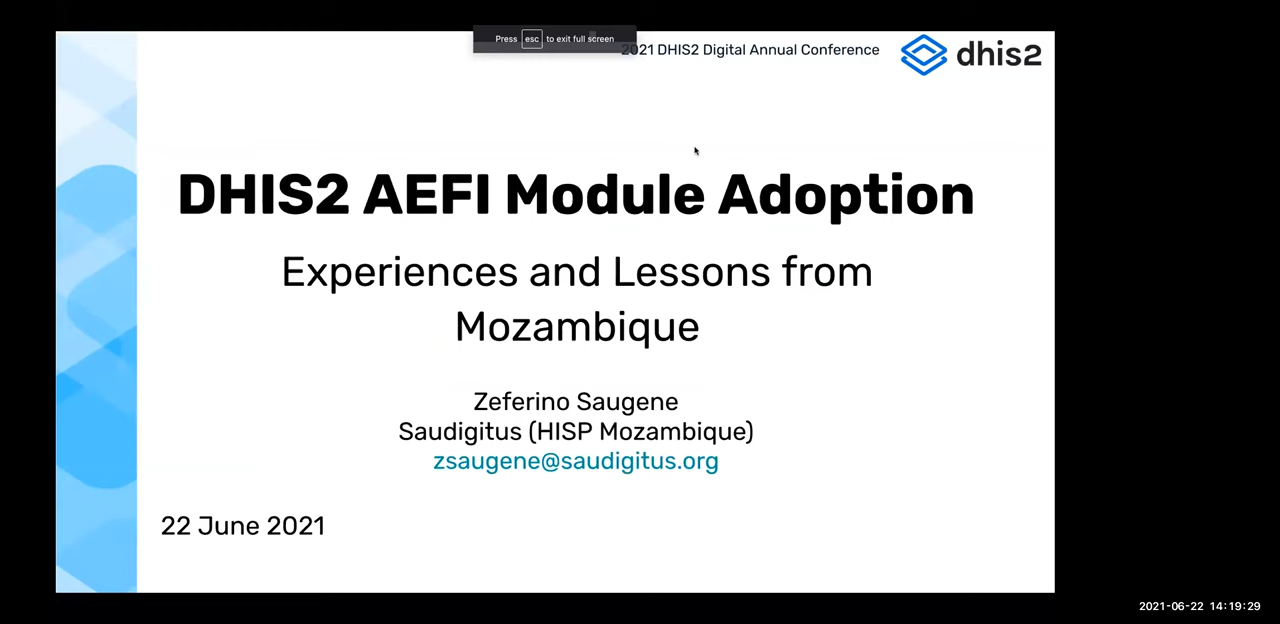 Press esc to exit full screen
2021 DHIS2 Digital Annual Conference
dhis2
DHIS2 AEFI Module Adoption
Experiences and Lessons from
Mozambique
Zeferino Saugene
Saudigitus (HISP Mozambique)
zsaugene@saudigitus.org
22 June 2021
2021-06-22 14:19:29